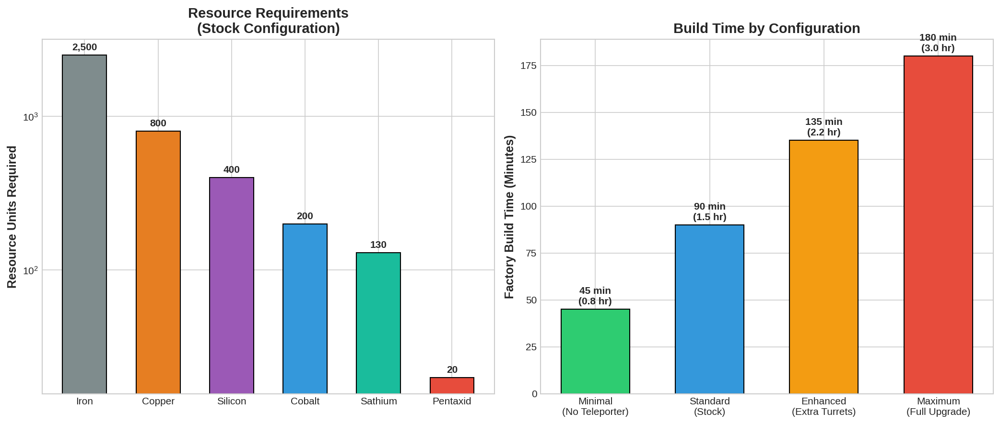 Resource Requirements
(Stock Configuration)
Resource Units Required
10³
10²
2,500
800
400
200
130
20
Iron
Copper
Silicon
Cobalt
Sathium
Pentaxid
Build Time by Configuration
Factory Build Time (Minutes)
175
150
125
100
75
50
25
0
45 min
(0.8 hr)
90 min
(1.5 hr)
135 min
(2.2 hr)
180 min
(3.0 hr)
Minimal
(No Teleporter)
Standard
(Stock)
Enhanced
(Extra Turrets)
Maximum
(Full Upgrade)